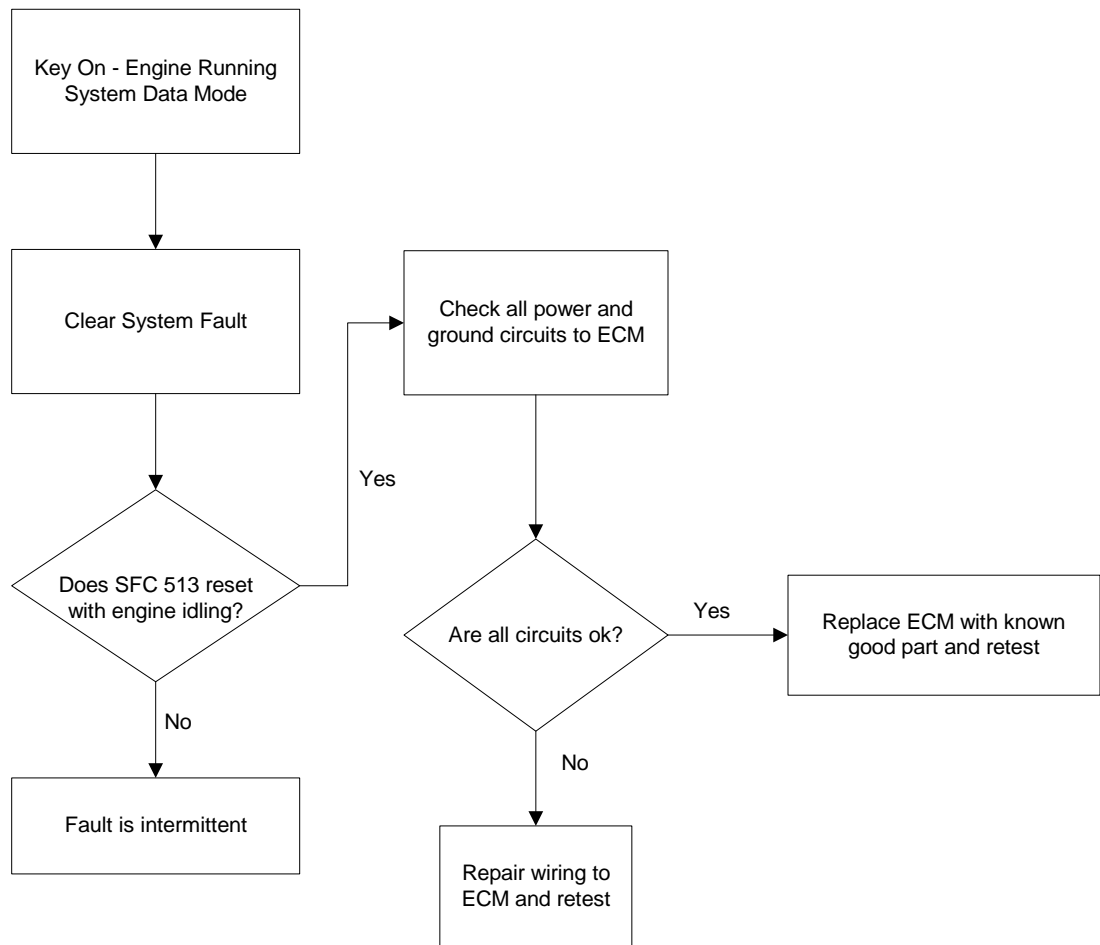 Key On - Engine Running
System Data Mode
Clear System Fault
Check all power and
ground circuits to ECM
Yes
Does SFC 513 reset
with engine idling?
Are all circuits ok?
Yes
Replace ECM with known
good part and retest
No
Fault is intermittent
No
Repair wiring to
ECM and retest